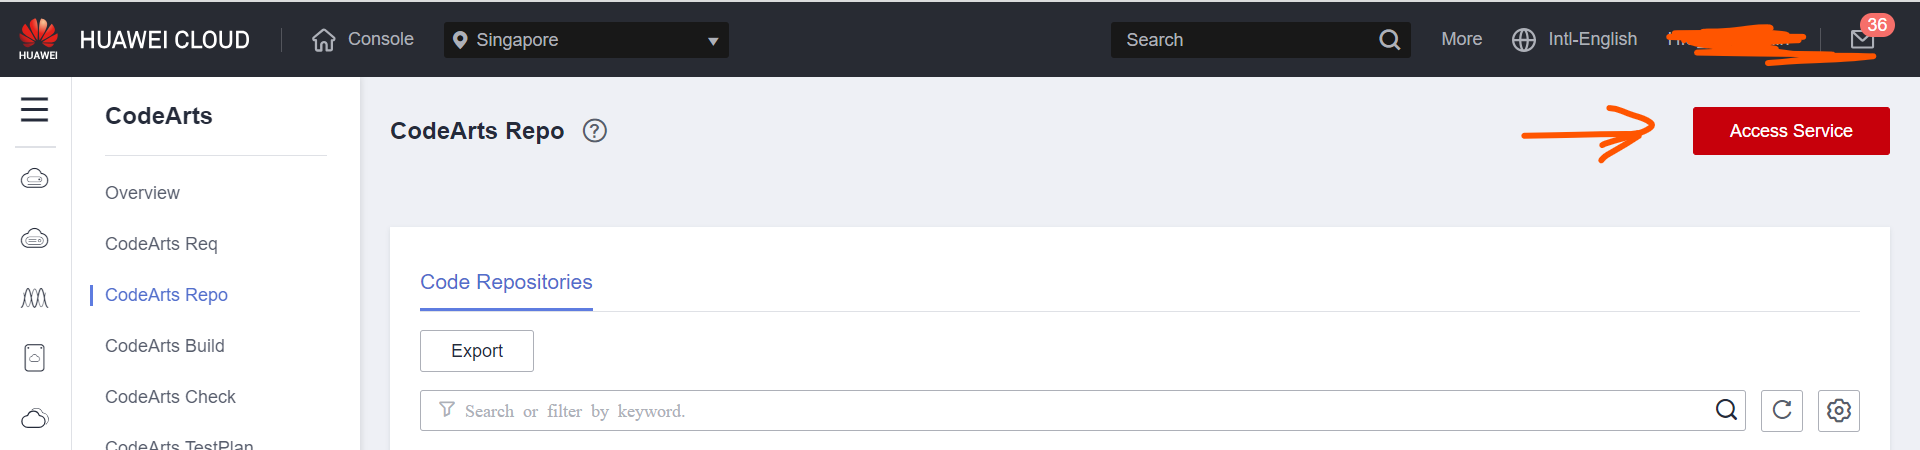 HUAWEI
HUAWEI CLOUD
Console
Singapore
Search
More
Intl-English
36
CodeArts
Overview
CodeArts Req
CodeArts Repo
CodeArts Build
CodeArts Check
CodeArts TestPlan
CodeArts Repo ?
Access Service
Code Repositories
Export
Search or filter by keyword.